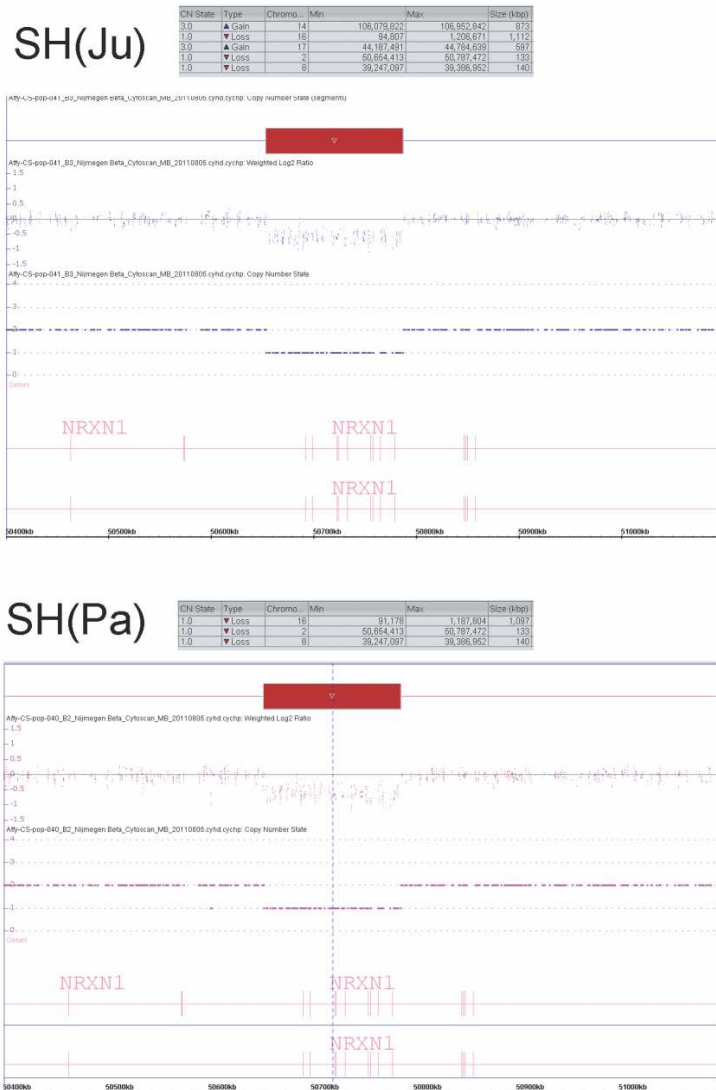 SH(Ju)
CN State Type Chromo... Min Max Size (kbp)
3.0 ▲ Gain 14 106,079,822 106,952,642 873
1.0 ▼ Loss 16 94,807 1,206,671 1,112
3.0 ▲ Gain 17 44,187,491 44,784,639 597
1.0 ▼ Loss 2 50,654,413 50,787,472 133
1.0 ▼ Loss 8 39,247,097 39,386,952 140
Affy-CS-pop-041_B3_Nijmegen Beta_Cytoscan_MB_20110805.cyhd.cychp: Copy Number State (segments)
Affy-CS-pop-041_B3_Nijmegen Beta_Cytoscan_MB_20110805.cyhd.cychp: Weighted Log2 Ratio
1.5
1
0.5
0
-0.5
-1
-1.5
Affy-CS-pop-041_B3_Nijmegen Beta_Cytoscan_MB_20110805.cyhd.cychp: Copy Number State
4
3
2
1
0
Genes
NRXN1 NRXN1
NRXN1
50400kb 50500kb 50600kb 50700kb 50800kb 50900kb 51000kb
SH(Pa)
CN State Type Chromo... Min Max Size (kbp)
1.0 ▼ Loss 16 91,178 1,187,804 1,097
1.0 ▼ Loss 2 50,654,413 50,787,472 133
1.0 ▼ Loss 8 39,247,097 39,386,952 140
Affy-CS-pop-040_B2_Nijmegen Beta_Cytoscan_MB_20110805.cyhd.cychp: Weighted Log2 Ratio
1.5
1
0.5
0
-0.5
-1
-1.5
Affy-CS-pop-040_B2_Nijmegen Beta_Cytoscan_MB_20110805.cyhd.cychp: Copy Number State
4
3
2
1
0
Genes
NRXN1 NRXN1
NRXN1
50400kb 50500kb 50600kb 50700kb 50800kb 50900kb 51000kb